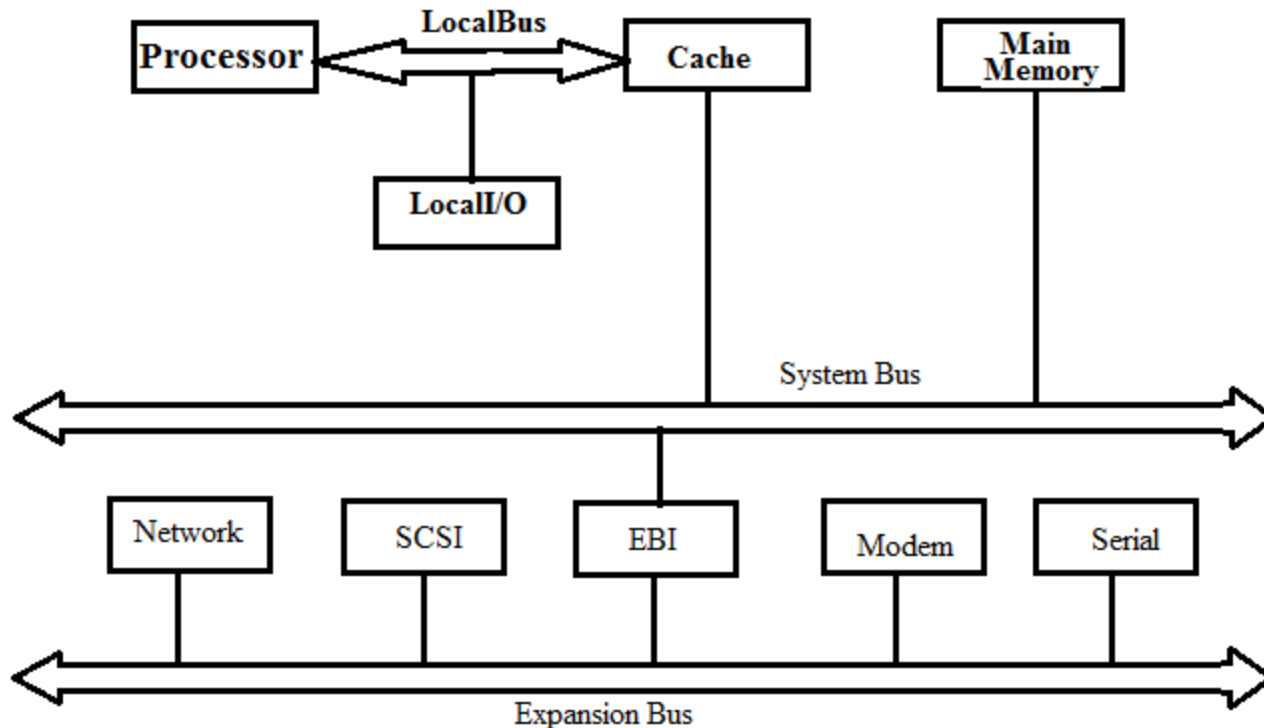 LocalBus
Processor
Cache
Main
Memory
LocalI/O
System Bus
Network
SCSI
EBI
Modem
Serial
Expansion Bus